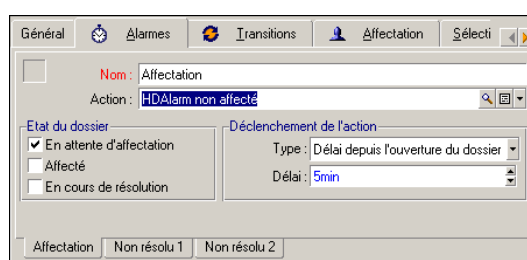 Général Alarmes Transitions Affectation Sélecti
Nom : Affectation
Action : HDAlarm non affecté
Etat du dossier Déclenchement de l'action
En attente d'affectation Type : Délai depuis l'ouverture du dossier
Affecté Délai : 5min
En cours de résolution
Affectation Non résolu 1 Non résolu 2